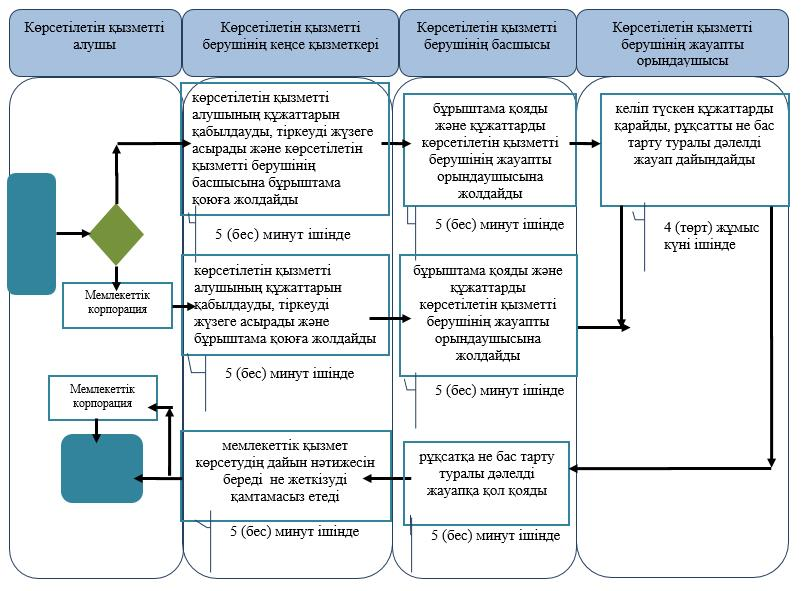 Көрсетілетін қызметті
алушы
Көрсетілетін қызметті
берушінің кеңсе қызметкері
Көрсетілетін қызметті
берушінің басшысы
Көрсетілетін қызметті
берушінің жауапты
орындаушысы
көрсетілетін қызметті
алушының құжаттарын
қабылдауды, тіркеуді жүзеге
асырады және көрсетілетін
қызметті берушінің
басшысына бұрыштама
қоюға жолдайды
5 (бес) минут ішінде
бұрыштама қояды
және құжаттарды
көрсетілетін қызметті
берушінің жауапты
орындаушысына
жолдайды
5 (бес) минут ішінде
келіп түскен құжаттарды
қарайды, рұқсатты не бас
тарту туралы дәлелді
жауап дайындайды
4 (төрт) жұмыс
күні ішінде
Мемлекеттік
корпорация
көрсетілетін қызметті
алушының құжаттарын
қабылдауды, тіркеуді
жүзеге асырады және
бұрыштама қоюға жолдайды
5 (бес) минут ішінде
бұрыштама қояды және
құжаттарды
көрсетілетін қызметті
берушінің жауапты
орындаушысына
жолдайды
5 (бес) минут ішінде
Мемлекеттік
корпорация
мемлекеттік қызмет
көрсетудің дайын нәтижесін
береді не жеткізуді
қамтамасыз етеді
5 (бес) минут ішінде
рұқсатқа не бас тарту
туралы дәлелді
жауапқа қол қояды
5 (бес) минут ішінде